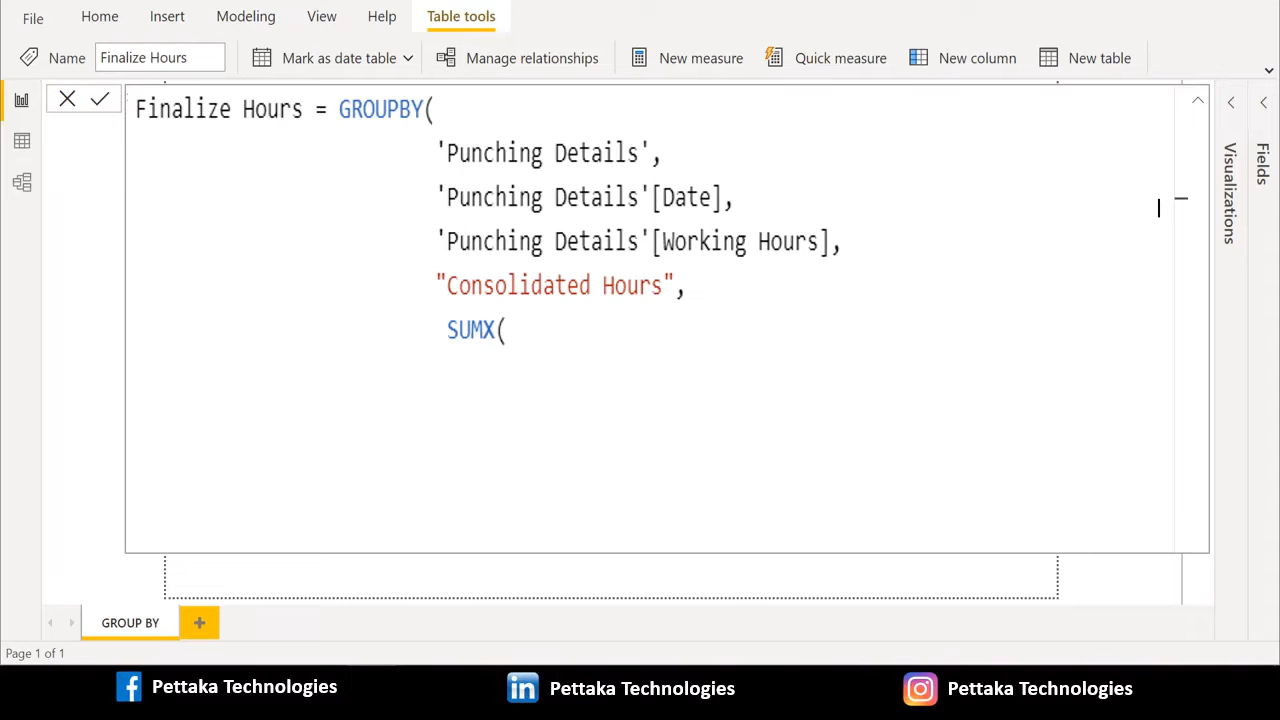 File Home Insert Modeling View Help Table tools
Name Finalize Hours Mark as date table Manage relationships New measure Quick measure New column New table
Finalize Hours = GROUPBY(
'Punching Details',
'Punching Details'[Date],
'Punching Details'[Working Hours],
"Consolidated Hours",
SUMX(
Visualizations
Fields
GROUP BY
Page 1 of 1
Pettaka Technologies Pettaka Technologies Pettaka Technologies